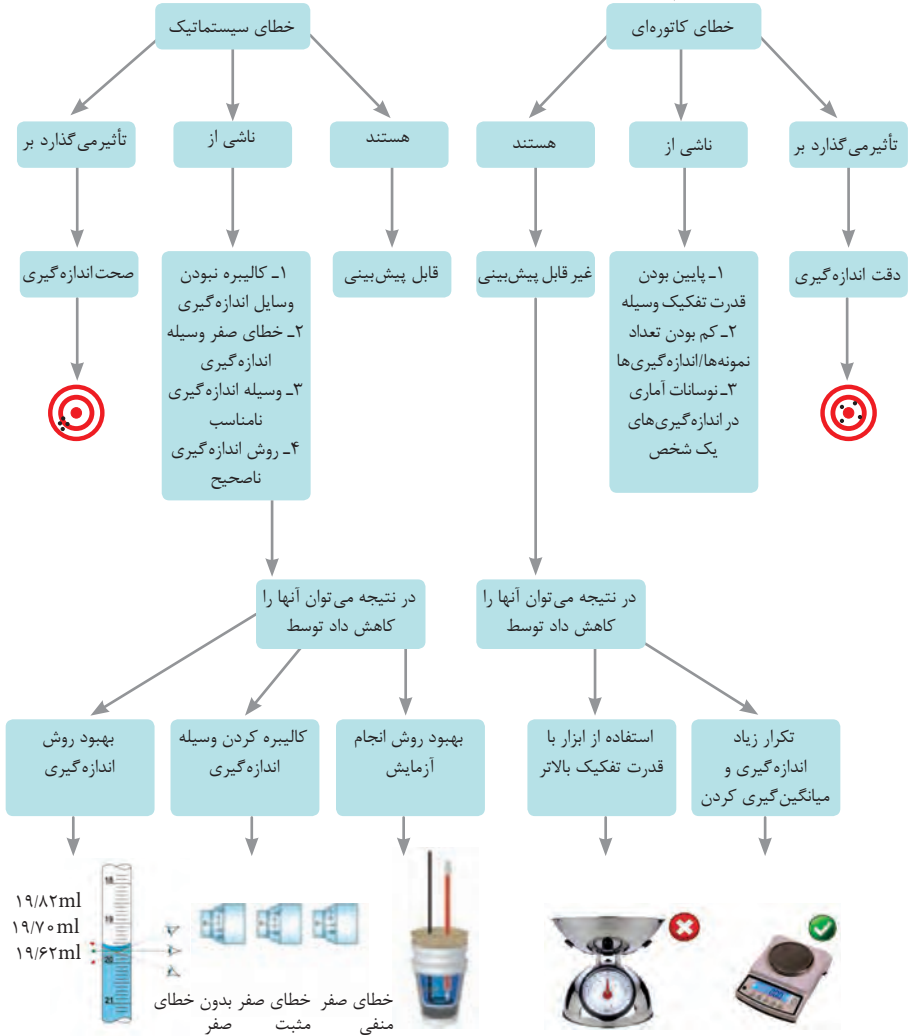 خطای کاتوره‌ای
تأثیرمی‌گذارد بر
ناشی از
هستند
دقت اندازه‌گیری
۱ـ پایین بودن
قدرت تفکیک وسیله
۲ـ کم بودن تعداد
نمونه‌ها/اندازه‌گیری‌ها
۳ـ نوسانات آماری
در اندازه‌گیری‌های
یک شخص
غیر قابل پیش‌بینی
در نتیجه می‌توان آنها را
کاهش داد توسط
تکرار زیاد
اندازه‌گیری و
میانگین‌گیری کردن
استفاده از ابزار با
قدرت تفکیک بالاتر
خطای سیستماتیک
هستند
ناشی از
تأثیرمی‌گذارد بر
قابل پیش‌بینی
۱ـ کالیبره نبودن
وسایل اندازه‌گیری
۲ـ خطای صفر وسیله
اندازه‌گیری
۳ـ وسیله اندازه‌گیری
نامناسب
۴ـ روش اندازه‌گیری
ناصحیح
صحت‌اندازه‌گیری
در نتیجه می‌توان آنها را
کاهش داد توسط
بهبود روش انجام
آزمایش
کالیبره کردن وسیله
اندازه‌گیری
بهبود روش
اندازه‌گیری
خطای صفر
منفی
خطای صفر
مثبت
بدون خطای
صفر
۱۹/۸۲ml
۱۹/۷۰ml
۱۹/۶۲ml
18
19
20
21